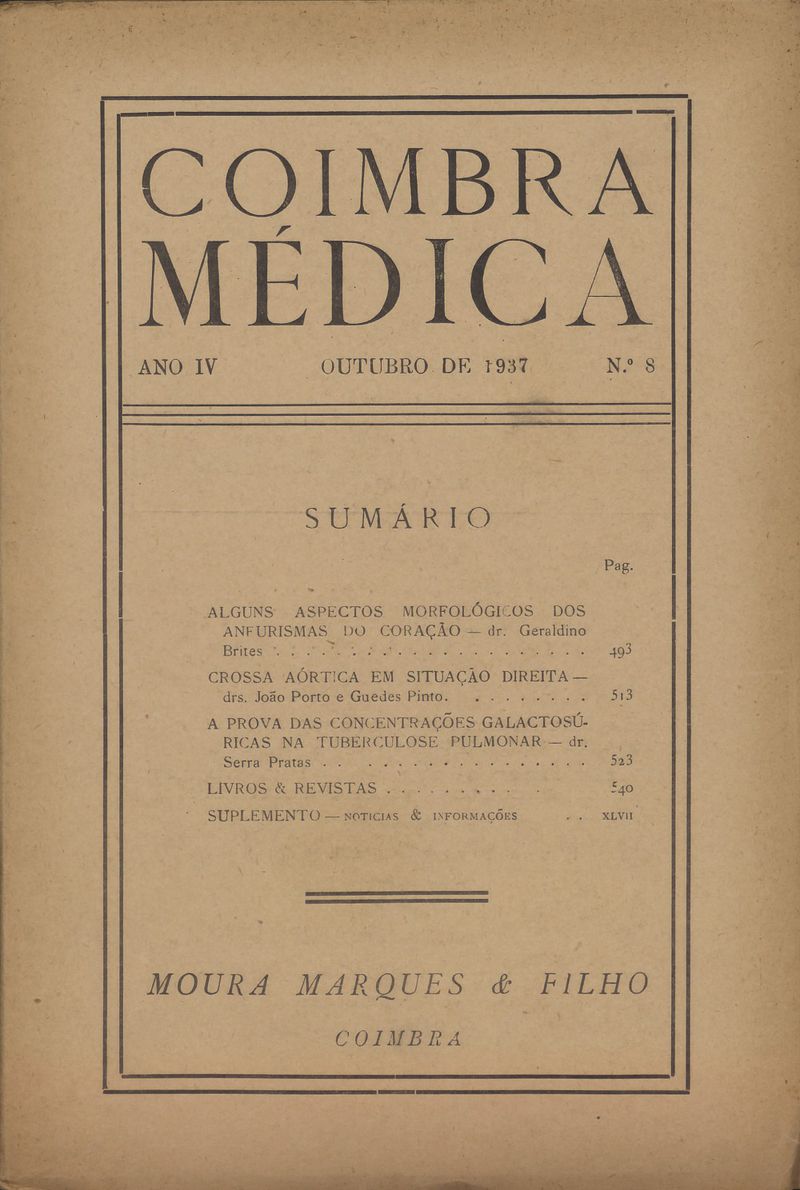 COIMBRA
MÉDICA
ANO IV OUTUBRO DE 1937 N.º 8
SUMÁRIO
Pag.
ALGUNS ASPECTOS MORFOLÓGICOS DOS
ANEURISMAS DO CORAÇÃO — dr. Geraldino
Brites . . . . . . . . . . . . . . . . . . . . . 493
CROSSA AÓRTICA EM SITUAÇÃO DIREITA —
drs. João Porto e Guedes Pinto. . . . . . . . . 513
A PROVA DAS CONCENTRAÇÕES GALACTOSÚ-
RICAS NA TUBERCULOSE PULMONAR — dr.
Serra Pratas . . . . . . . . . . . . . . . . . 523
LIVROS & REVISTAS . . . . . . . . . . 540
SUPLEMENTO — NOTICIAS & INFORMAÇÕES . . XLVII
MOURA MARQUES & FILHO
COIMBRA